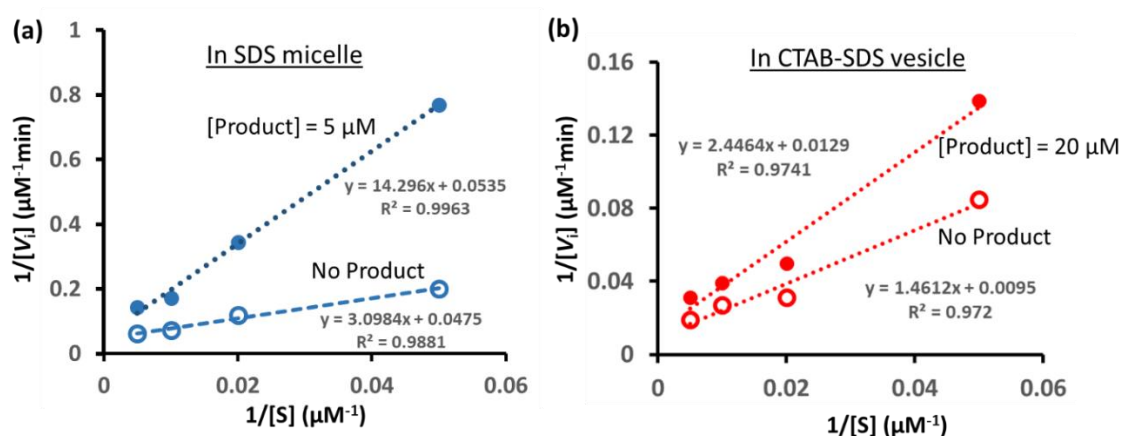 (a)
In SDS micelle
1/[Vi] (µM⁻¹min)
1
0.8
0.6
0.4
0.2
0
[Product] = 5 µM
y = 14.296x + 0.0535
R² = 0.9963
No Product
y = 3.0984x + 0.0475
R² = 0.9881
0
0.02
0.04
0.06
1/[S] (µM⁻¹)
(b)
In CTAB-SDS vesicle
1/[Vi] (µM⁻¹min)
0.16
0.12
0.08
0.04
0
y = 2.4464x + 0.0129
R² = 0.9741
[Product] = 20 µM
No Product
y = 1.4612x + 0.0095
R² = 0.972
0
0.02
0.04
0.06
1/[S] (µM⁻¹)